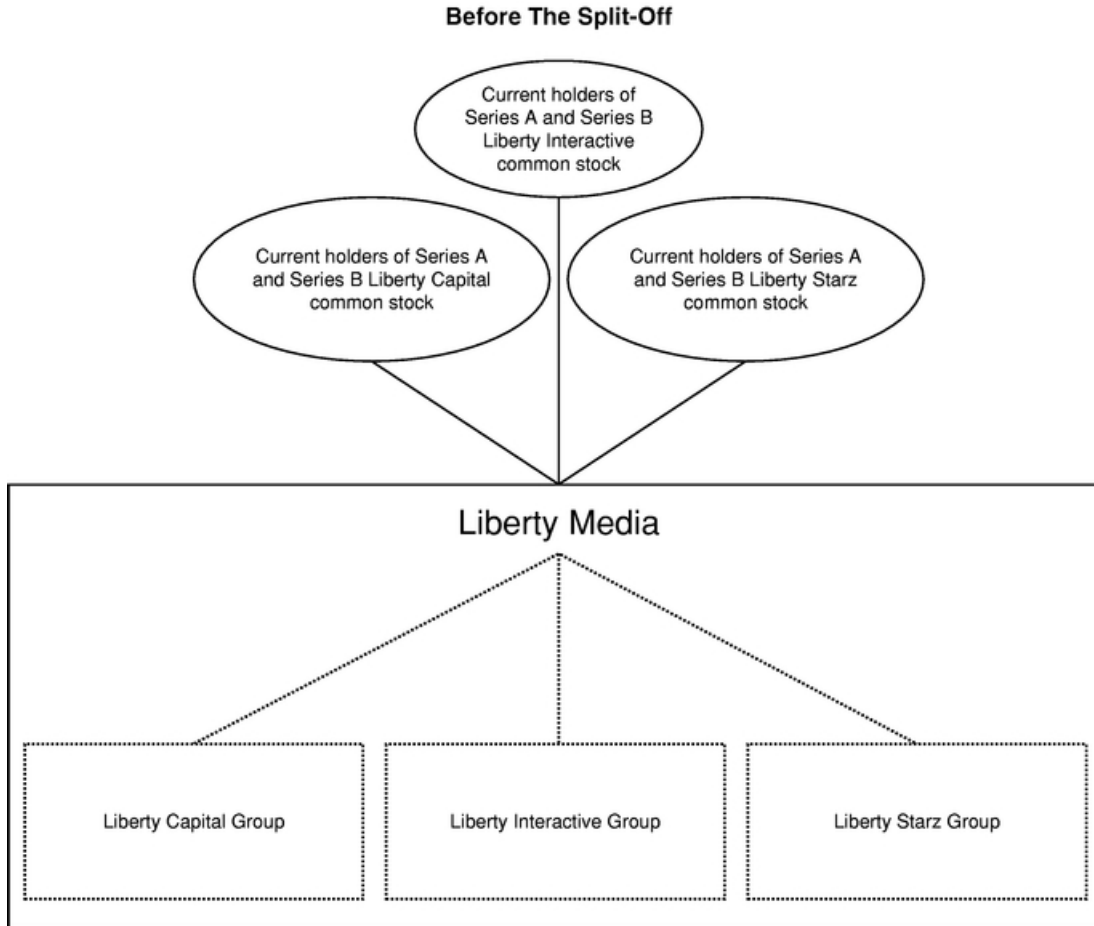 Before The Split-Off
Current holders of
Series A and Series B
Liberty Interactive
common stock
Current holders of Series A
and Series B Liberty Capital
common stock
Current holders of Series A
and Series B Liberty Starz
common stock
Liberty Media
Liberty Capital Group
Liberty Interactive Group
Liberty Starz Group